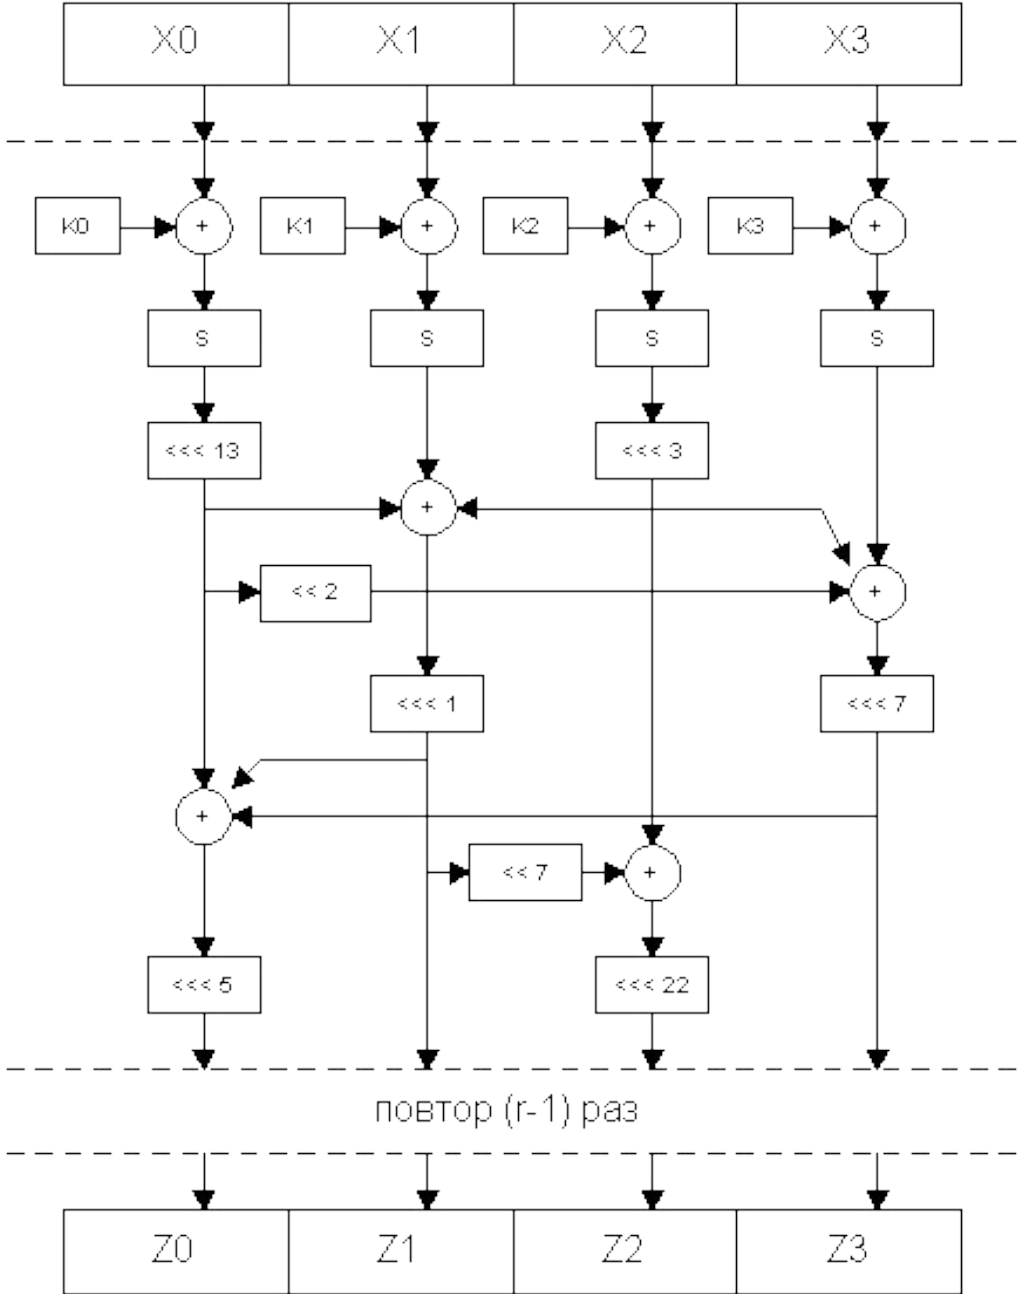 X0 X1 X2 X3
K0 + K1 + K2 + K3 +
S S S S
<<< 13 <<< 3
+
<< 2 +
<<< 1 <<< 7
+
<< 7 +
<<< 5 <<< 22
повтор (r-1) раз
Z0 Z1 Z2 Z3